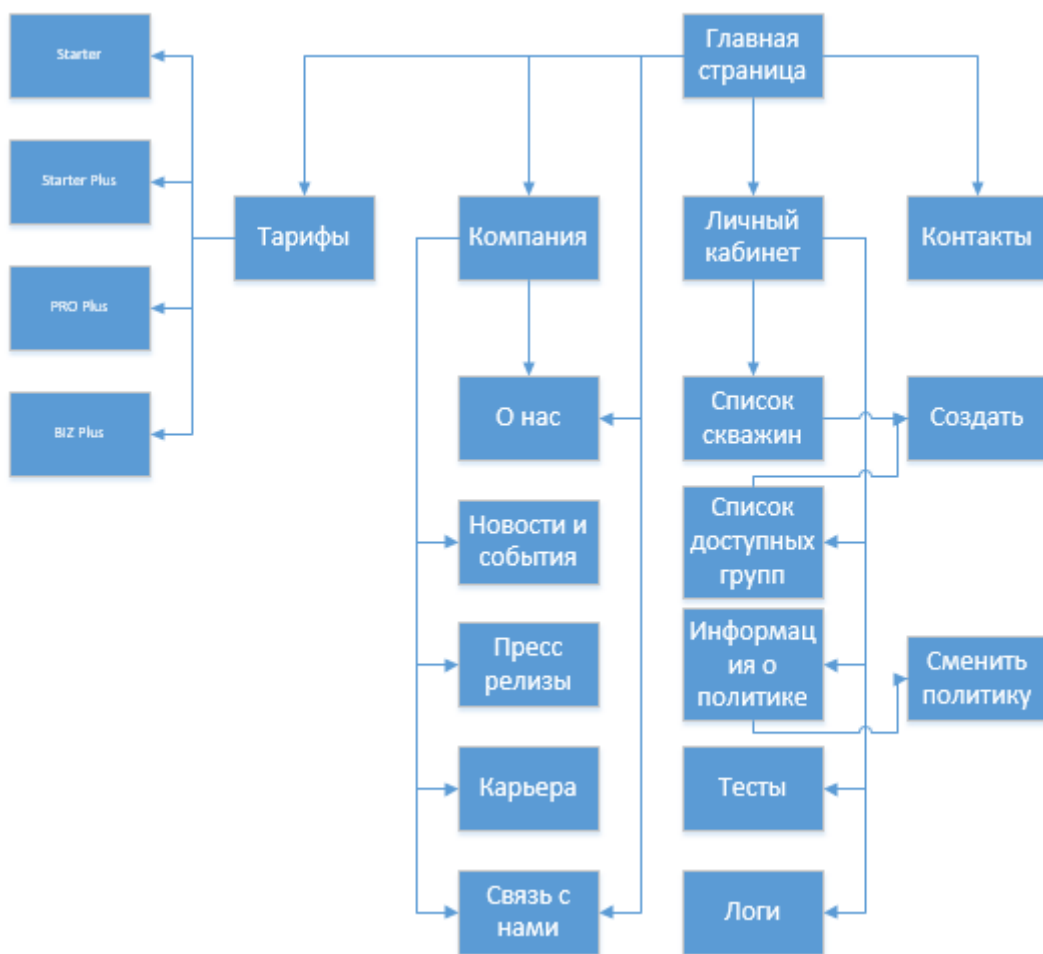 Starter
Главная
страница
Starter Plus
Тарифы
Компания
Личный
кабинет
Контакты
PRO Plus
BIZ Plus
О нас
Список
скважин
Создать
Новости и
события
Список
доступных
групп
Пресс
релизы
Информац
ия о
политике
Сменить
политику
Карьера
Тесты
Связь с
нами
Логи